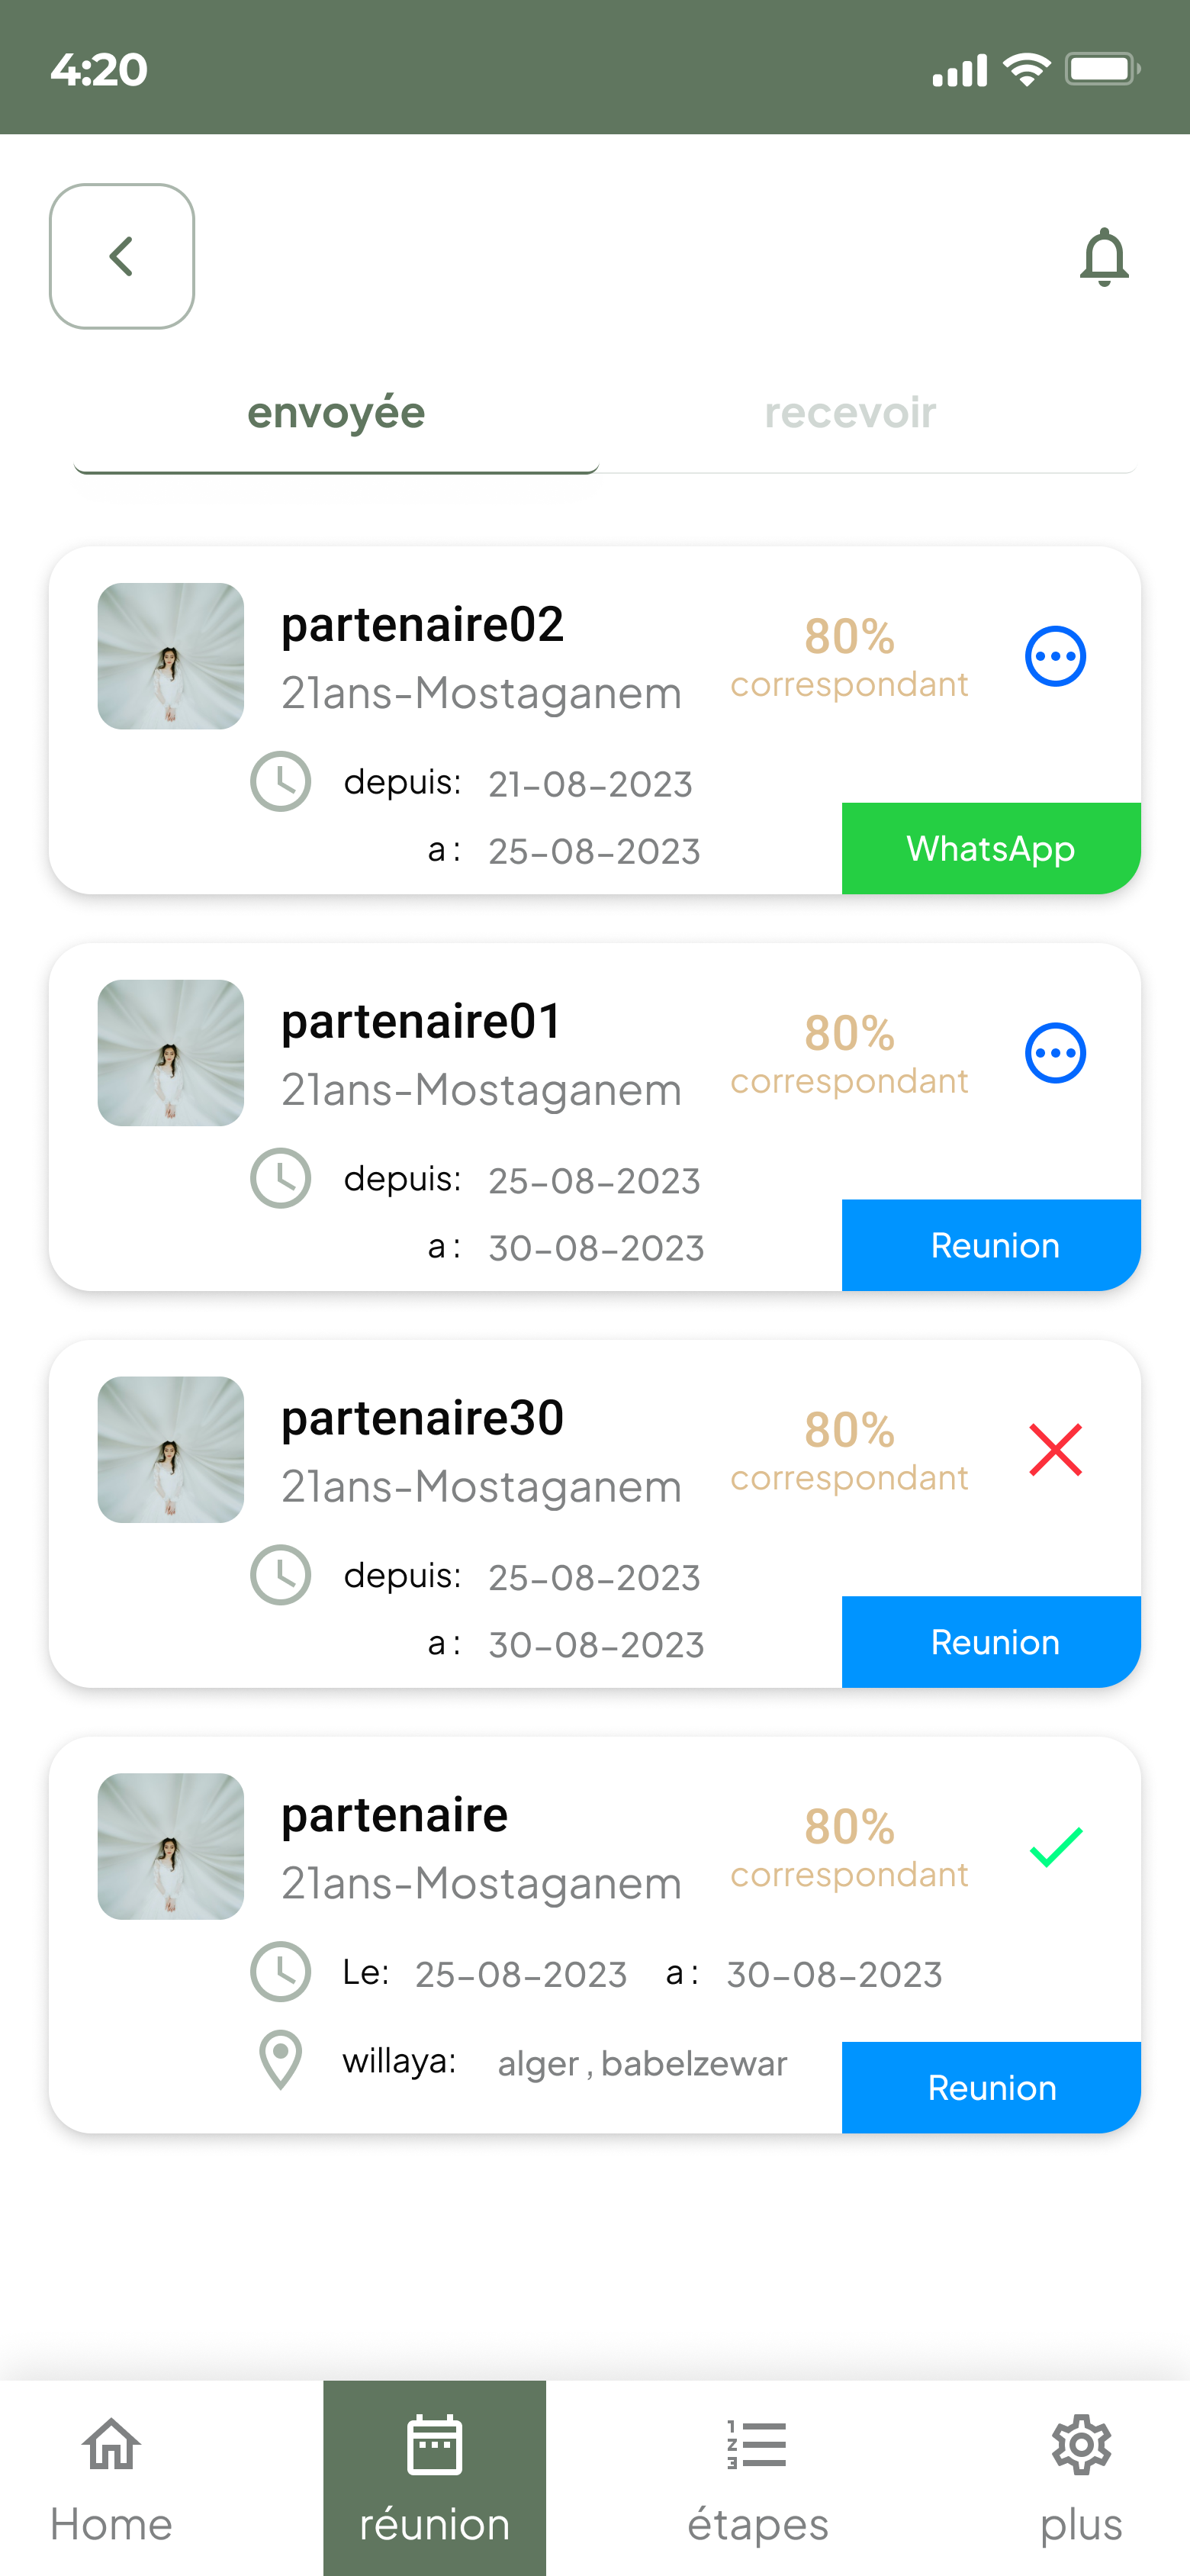 4:20
envoyée recevoir
partenaire02
80%
21ans-Mostaganem
correspondant
depuis: 21-08-2023
a : 25-08-2023
WhatsApp
partenaire01
80%
21ans-Mostaganem
correspondant
depuis: 25-08-2023
a : 30-08-2023
Reunion
partenaire30
80%
21ans-Mostaganem
correspondant
depuis: 25-08-2023
a : 30-08-2023
Reunion
partenaire
80%
21ans-Mostaganem
correspondant
Le: 25-08-2023 a : 30-08-2023
willaya: alger , babelzewar
Reunion
Home réunion étapes plus